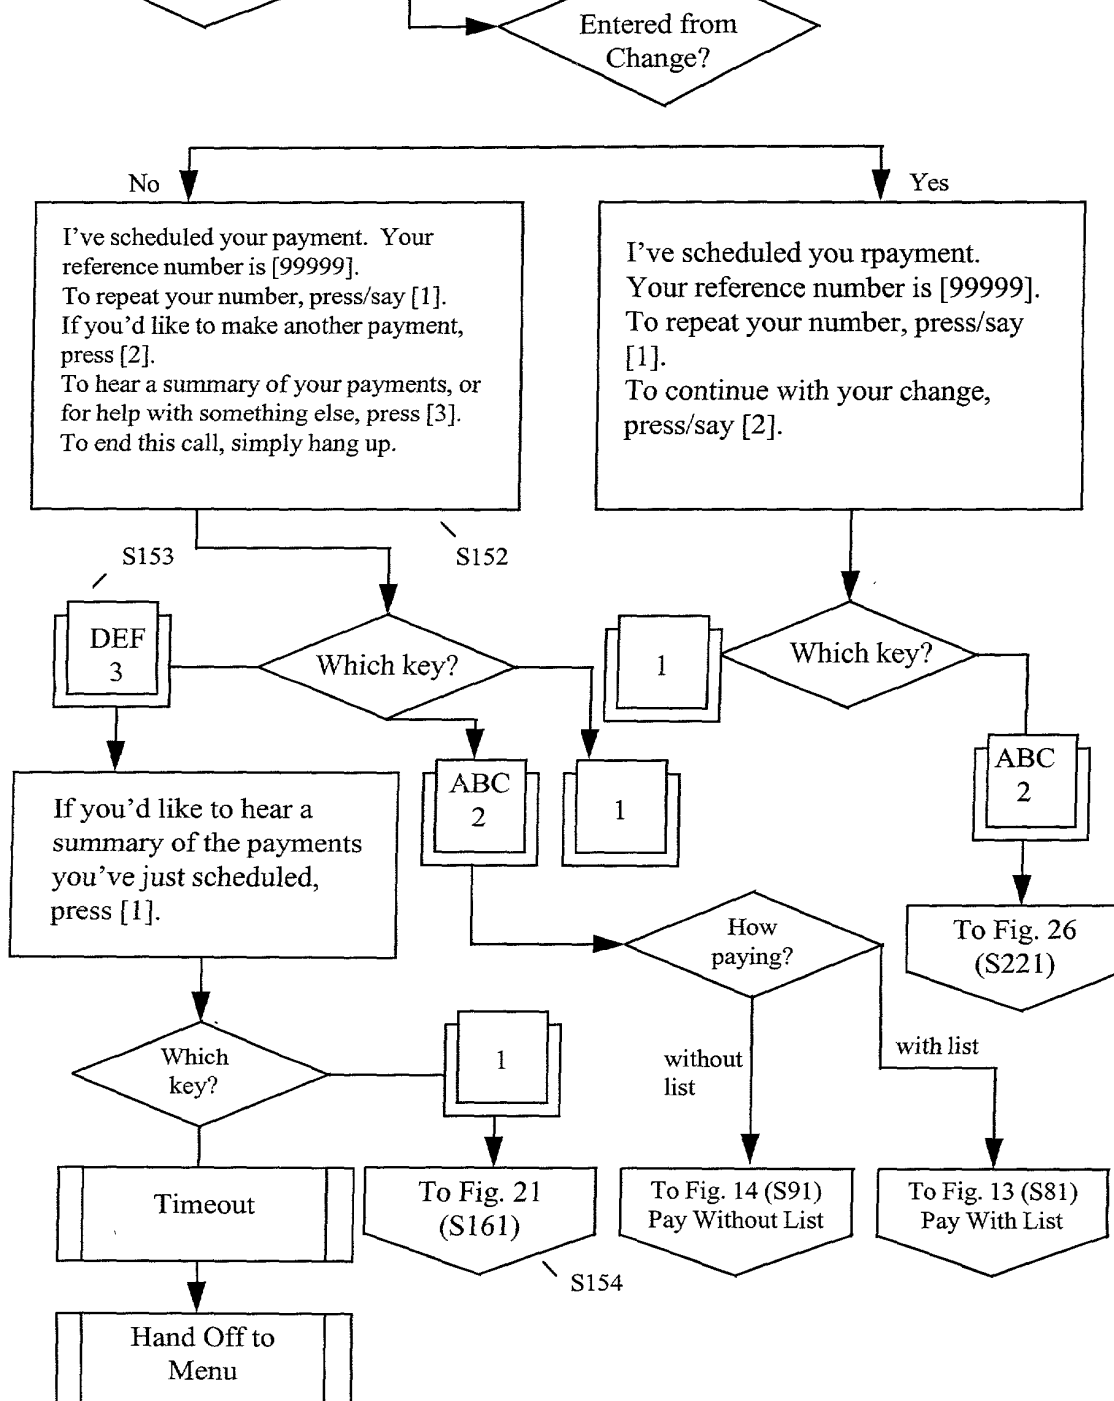 Entered from
Change?
No
Yes
I've scheduled your payment. Your
reference number is [99999].
To repeat your number, press/say [1].
If you'd like to make another payment,
press [2].
To hear a summary of your payments, or
for help with something else, press [3].
To end this call, simply hang up.
I've scheduled you rpayment.
Your reference number is [99999].
To repeat your number, press/say
[1].
To continue with your change,
press/say [2].
S153
S152
DEF
3
Which key?
1
Which key?
ABC
2
1
ABC
2
If you'd like to hear a
summary of the payments
you've just scheduled,
press [1].
How
paying?
To Fig. 26
(S221)
Which
key?
1
without
list
with list
Timeout
To Fig. 21
(S161)
To Fig. 14 (S91)
Pay Without List
To Fig. 13 (S81)
Pay With List
S154
Hand Off to
Menu